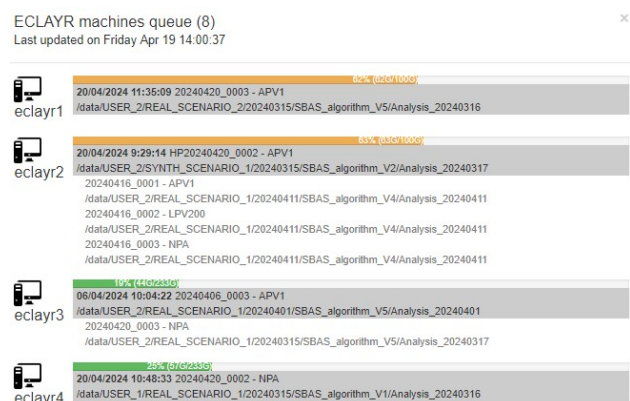 ECLAYR machines queue (8)
×
Last updated on Friday Apr 19 14:00:37
62% (62G/100G)
eclayr1
20/04/2024 11:35:09 20240420_0003 - APV1
/data/USER_2/REAL_SCENARIO_2/20240315/SBAS_algorithm_V5/Analysis_20240316
63% (63G/100G)
eclayr2
20/04/2024 9:29:14 HP20240420_0002 - APV1
/data/USER_2/SYNTH_SCENARIO_1/20240315/SBAS_algorithm_V2/Analysis_20240317
20240416_0001 - APV1
/data/USER_2/REAL_SCENARIO_1/20240411/SBAS_algorithm_V4/Analysis_20240411
20240416_0002 - LPV200
/data/USER_2/REAL_SCENARIO_1/20240411/SBAS_algorithm_V4/Analysis_20240411
20240416_0003 - NPA
/data/USER_2/REAL_SCENARIO_1/20240411/SBAS_algorithm_V4/Analysis_20240411
19% (44G/233G)
eclayr3
06/04/2024 10:04:22 20240406_0003 - APV1
/data/USER_2/REAL_SCENARIO_1/20240401/SBAS_algorithm_V5/Analysis_20240401
20240420_0003 - NPA
/data/USER_2/REAL_SCENARIO_1/20240315/SBAS_algorithm_V5/Analysis_20240317
25% (57G/233G)
eclayr4
20/04/2024 10:48:33 20240420_0002 - NPA
/data/USER_1/REAL_SCENARIO_1/20240315/SBAS_algorithm_V1/Analysis_20240316